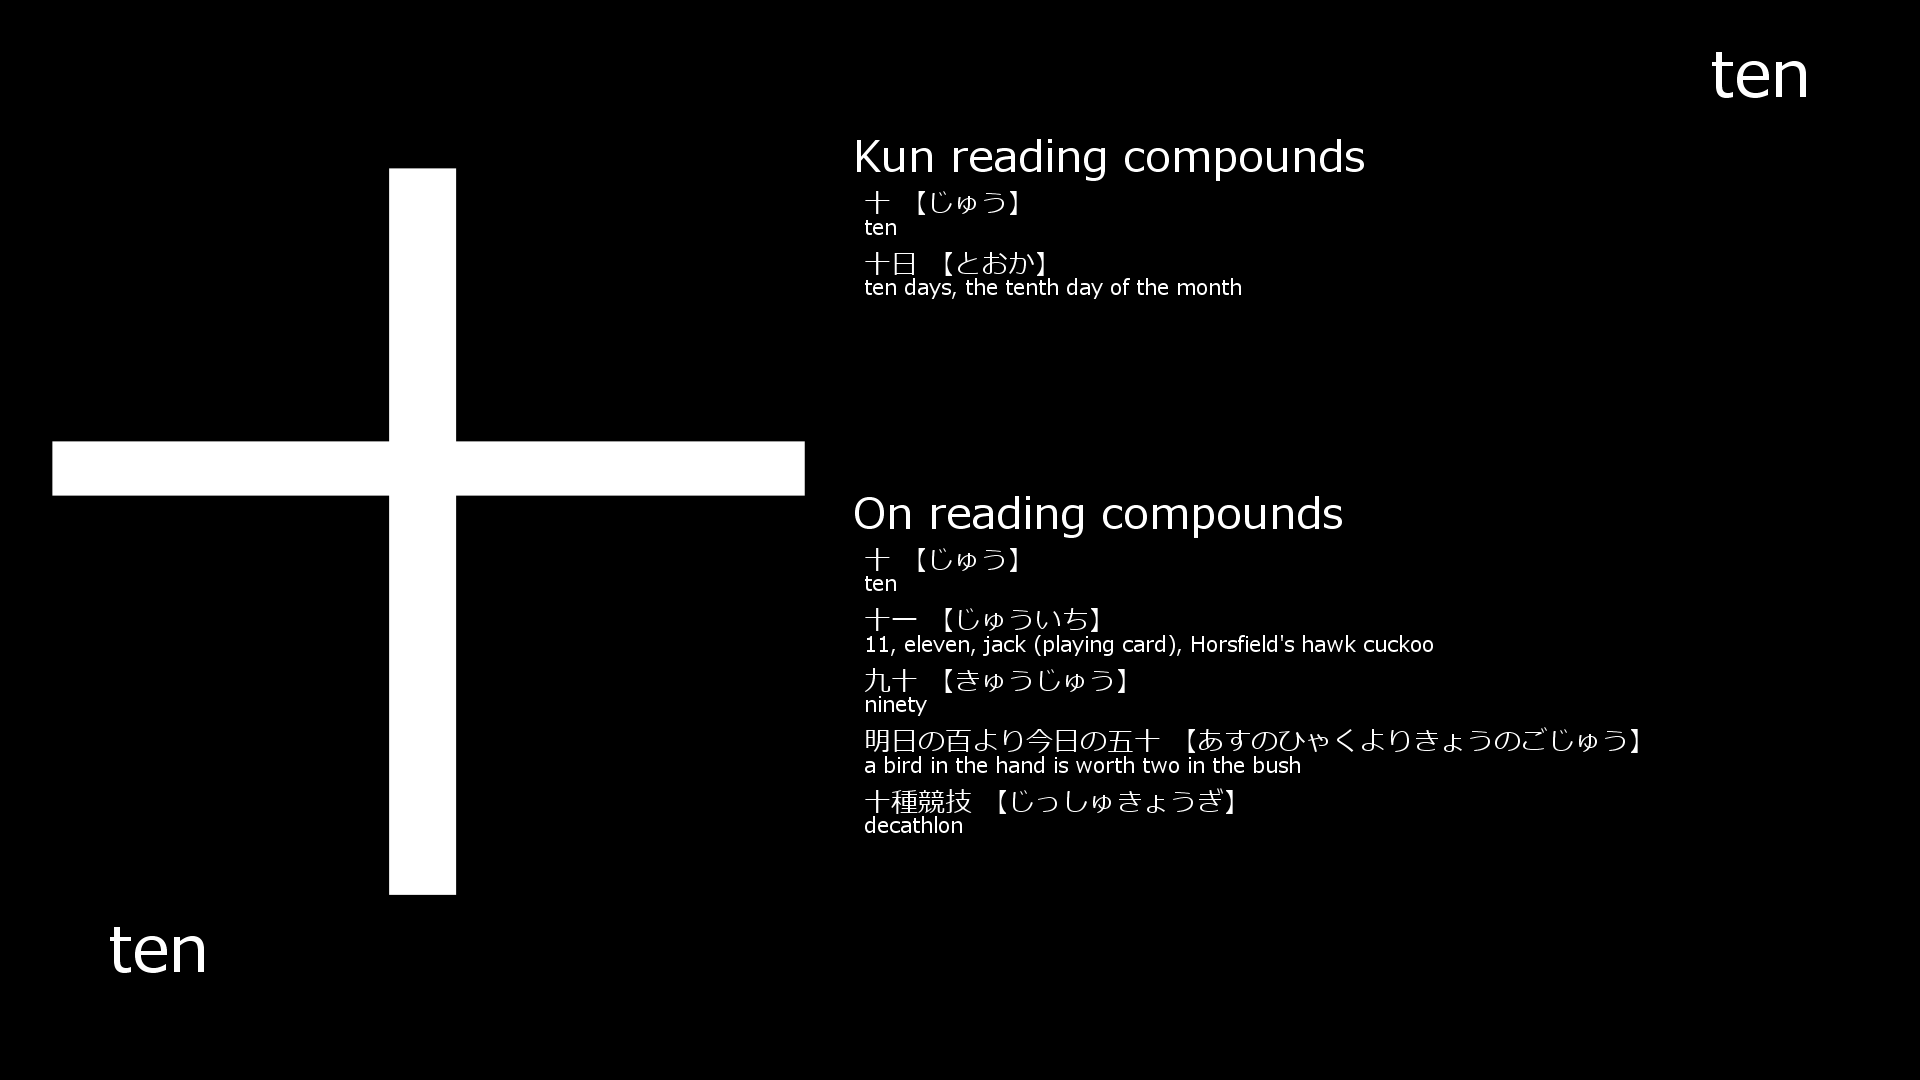 ten
十
Kun reading compounds
十 【じゅう】
ten
十日 【とおか】
ten days, the tenth day of the month
On reading compounds
十 【じゅう】
ten
十一 【じゅういち】
11, eleven, jack (playing card), Horsfield's hawk cuckoo
九十 【きゅうじゅう】
ninety
明日の百より今日の五十 【あすのひゃくよりきょうのごじゅう】
a bird in the hand is worth two in the bush
十種競技 【じっしゅきょうぎ】
decathlon
ten